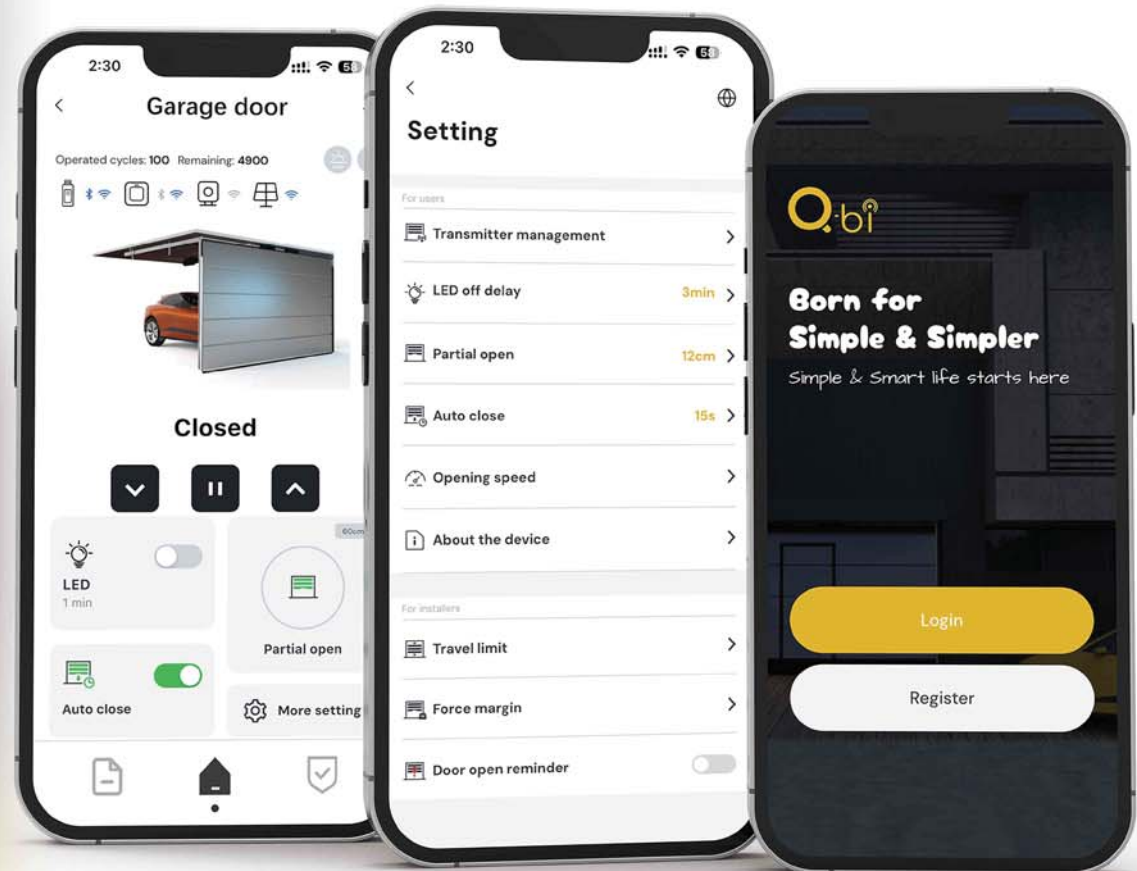 2:30
58
Garage door
Operated cycles: 100 Remaining: 4900
Closed
60cm
LED
1 min
Partial open
Auto close
More setting
2:30
58
Setting
For users
Transmitter management
LED off delay 3min
Partial open 12cm
Auto close 15s
Opening speed
About the device
For installers
Travel limit
Force margin
Door open reminder
Q·bi
Born for
Simple & Simpler
Simple & Smart life starts here
Login
Register